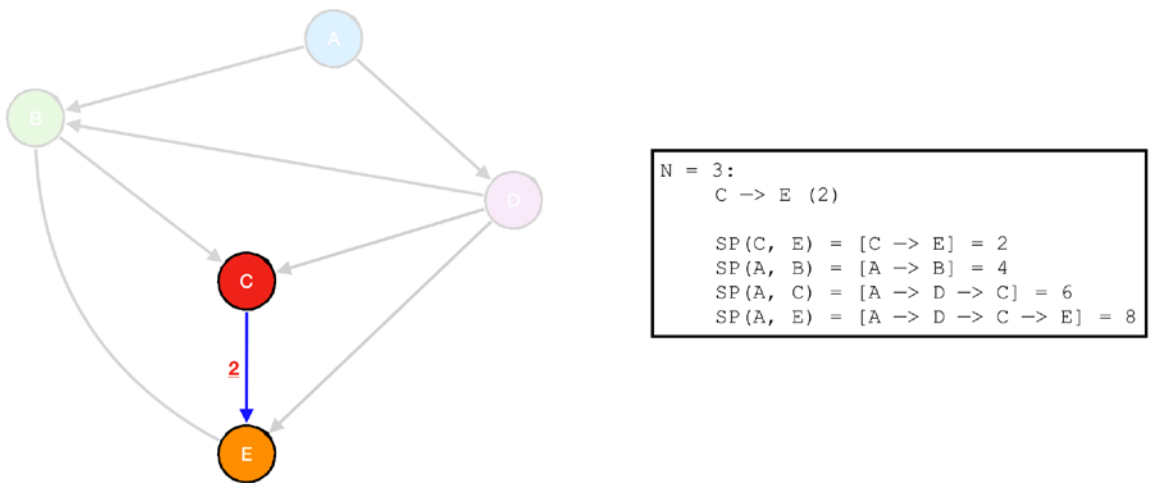 A
B
D
C
2
E
N = 3:
C −> E (2)
SP(C, E) = [C −> E] = 2
SP(A, B) = [A −> B] = 4
SP(A, C) = [A −> D −> C] = 6
SP(A, E) = [A −> D −> C −> E] = 8